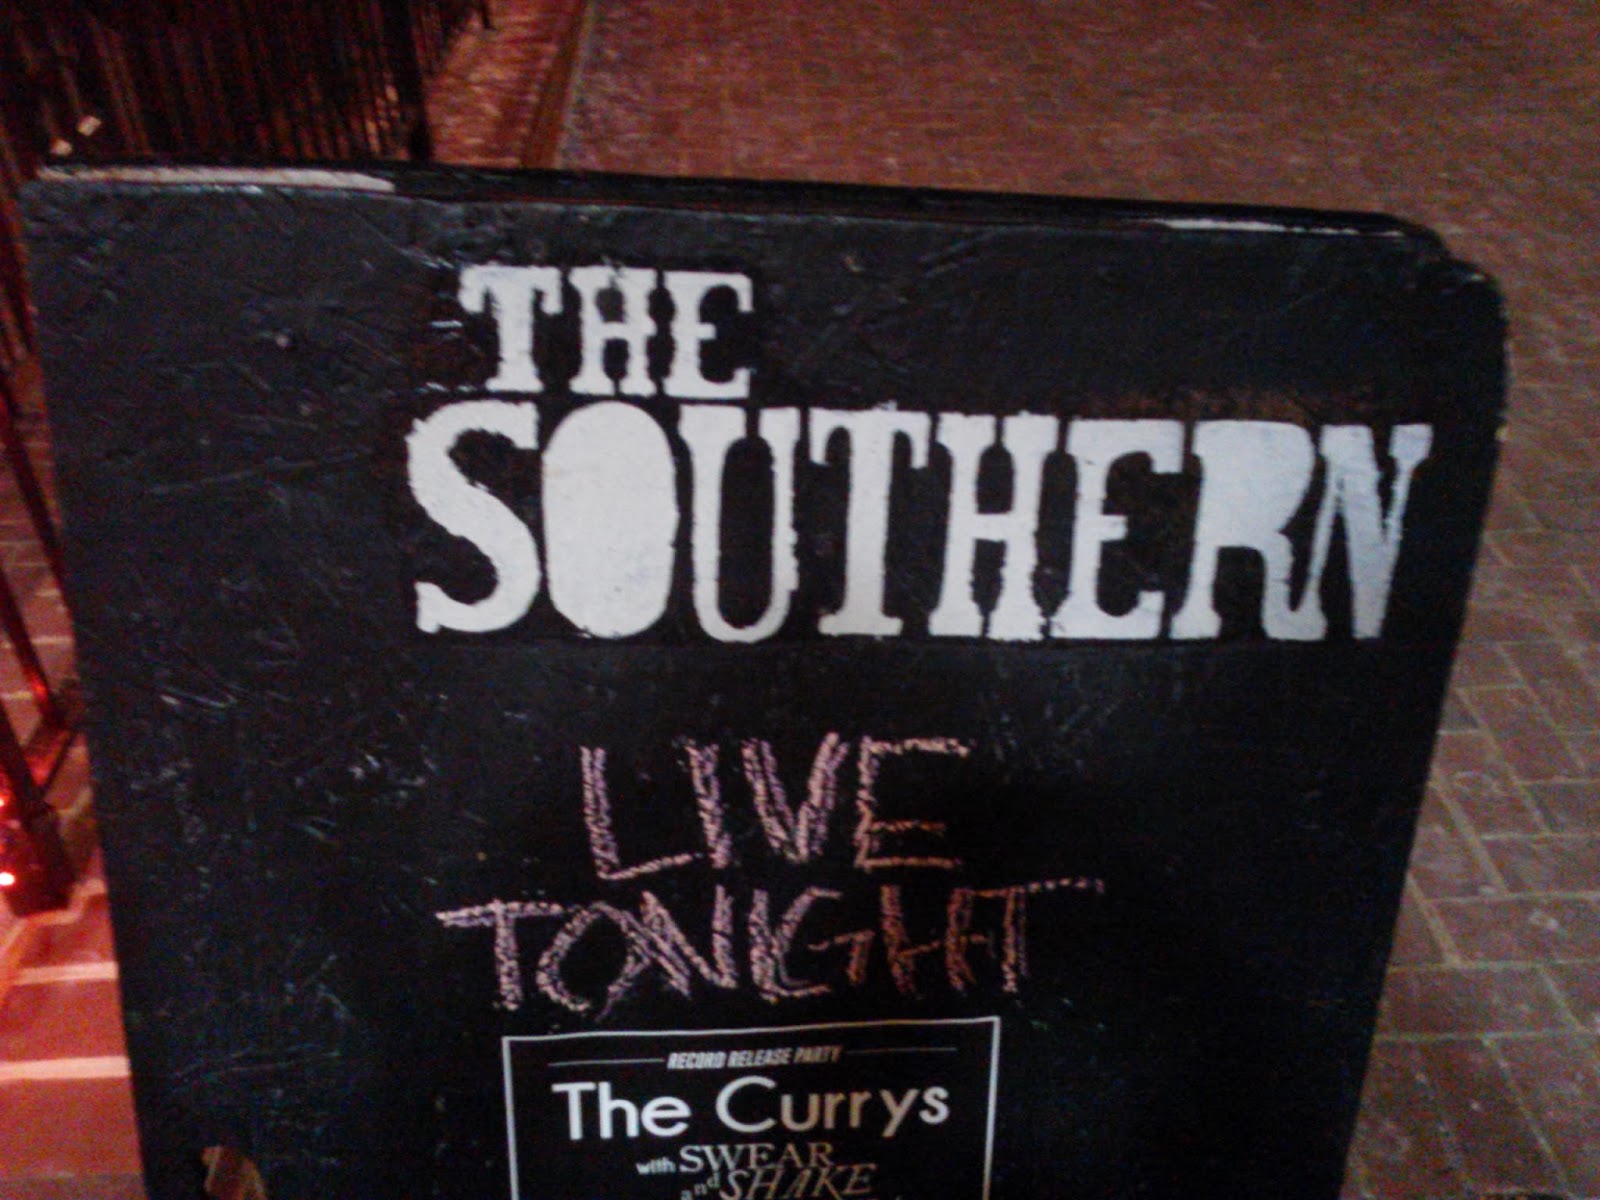 THE
SOUTHERN
LIVE
TONIGHT
RECORD RELEASE PARTY
The Currys
with SWEAR
and SHAKE